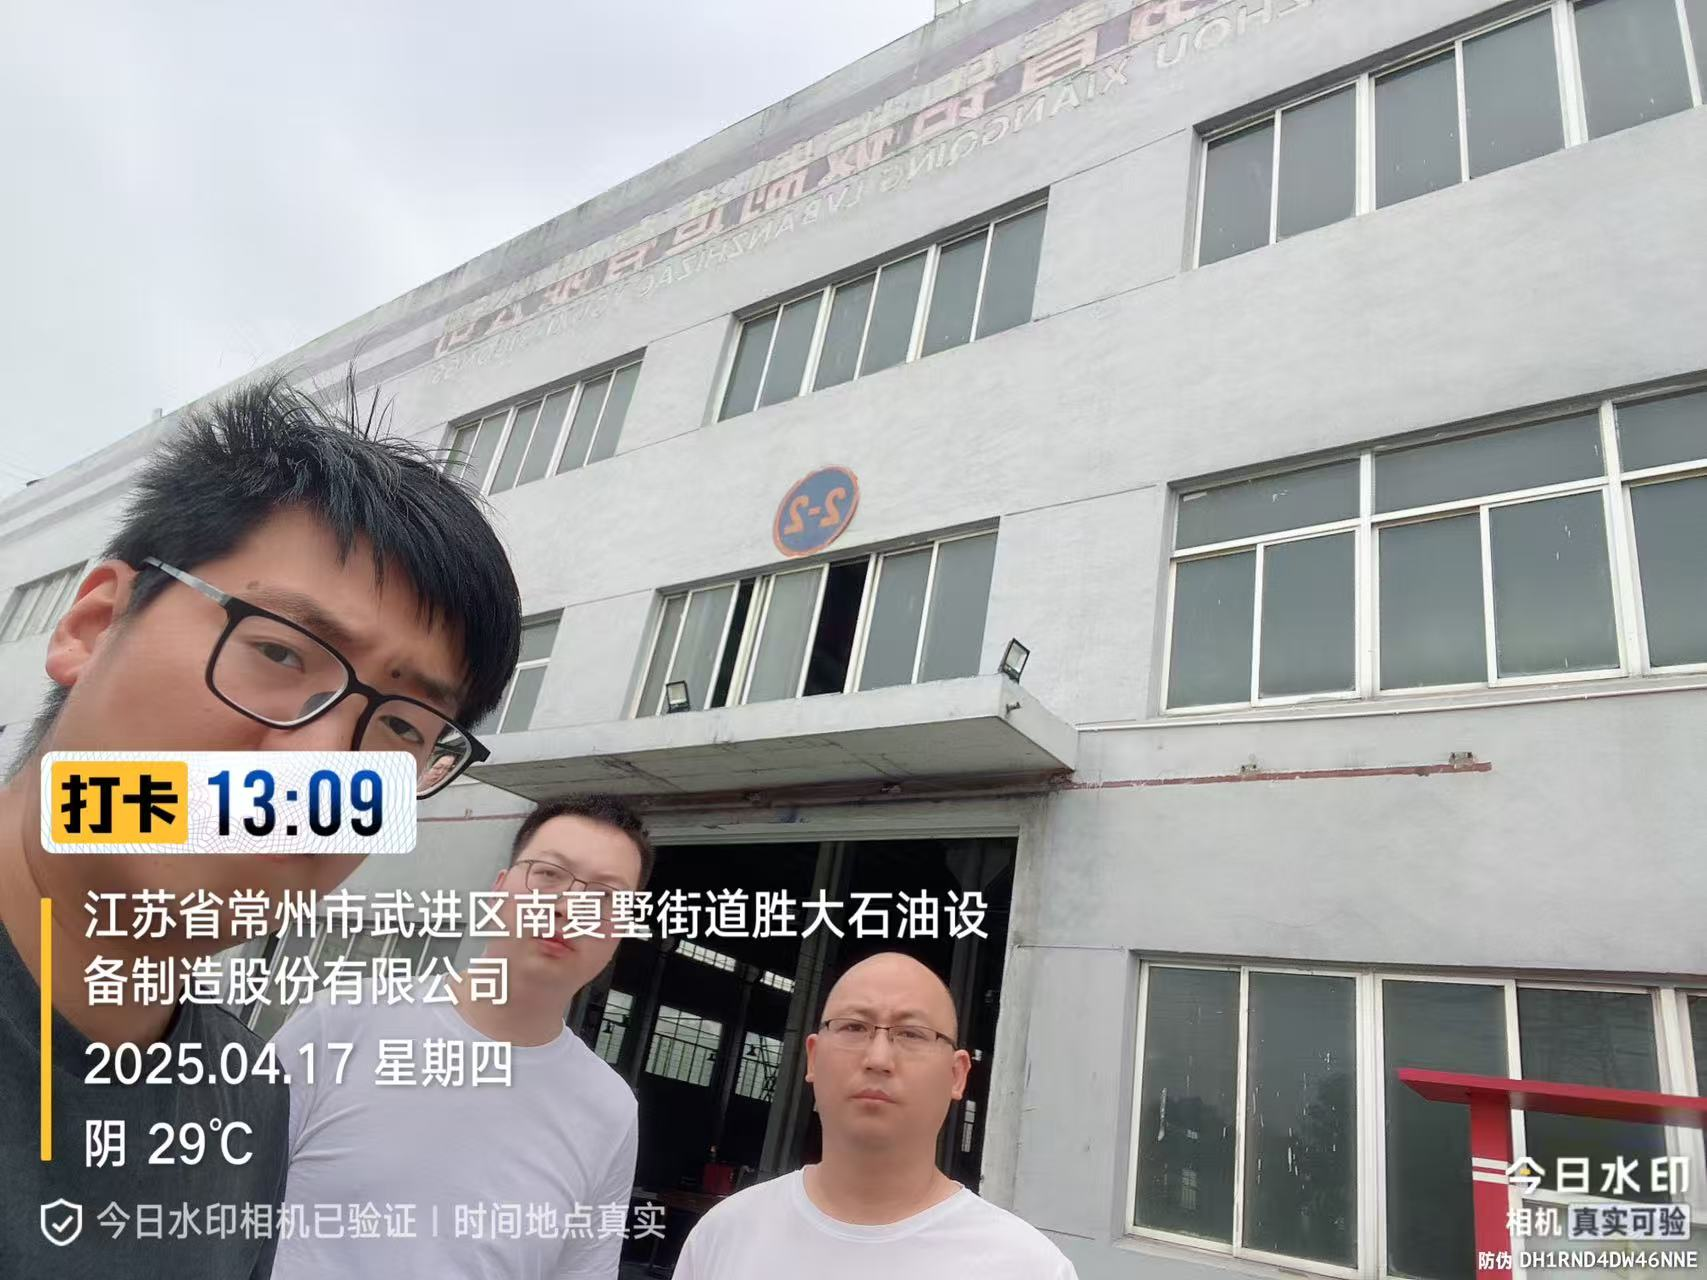 2-2
打卡 13:09
江苏省常州市武进区南夏墅街道胜大石油设
备制造股份有限公司
2025.04.17 星期四
阴 29℃
今日水印相机已验证 | 时间地点真实
今日水印
相机 真实可验
防伪 DH1RND4DW46NNE